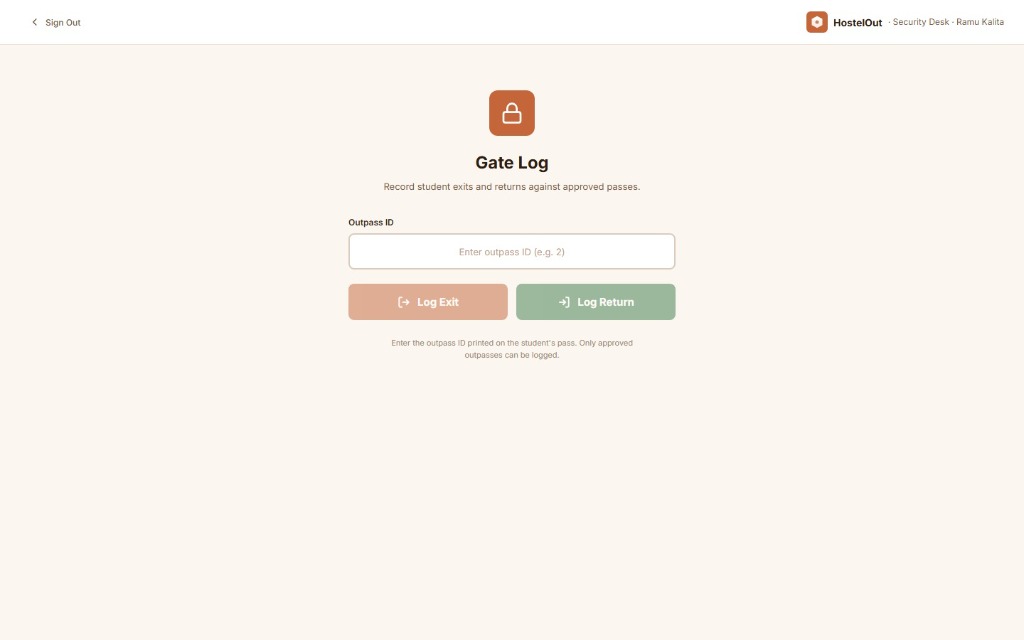 Sign Out
HostelOut · Security Desk · Ramu Kalita
Gate Log
Record student exits and returns against approved passes.
Outpass ID
Enter outpass ID (e.g. 2)
Log Exit
Log Return
Enter the outpass ID printed on the student's pass. Only approved
outpasses can be logged.